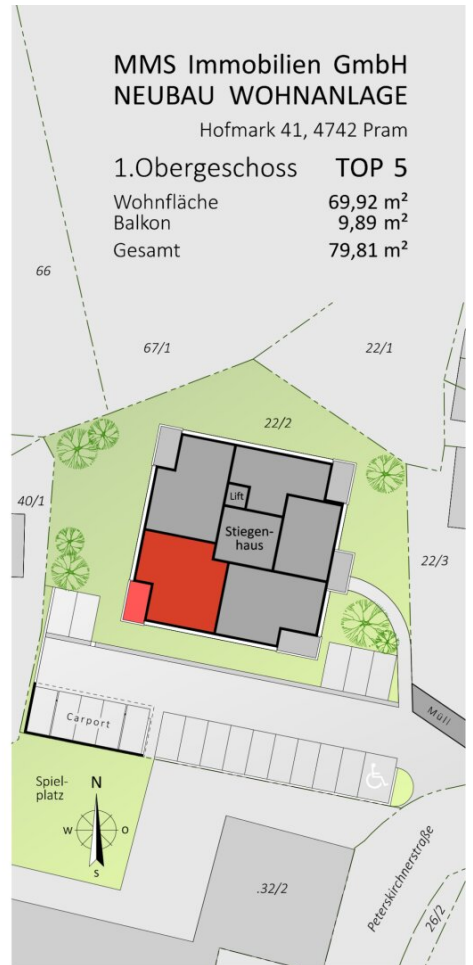 MMS Immobilien GmbH
NEUBAU WOHNANLAGE
Hofmark 41, 4742 Pram
1.Obergeschoss TOP 5
Wohnfläche 69,92 m²
Balkon 9,89 m²
Gesamt 79,81 m²
66
67/1
22/1
22/2
40/1
Lift
Stiegen-
haus
22/3
Carport
Müll
Spiel-
platz
N
W O
S
Peterskirchnerstraße
.32/2
26/2